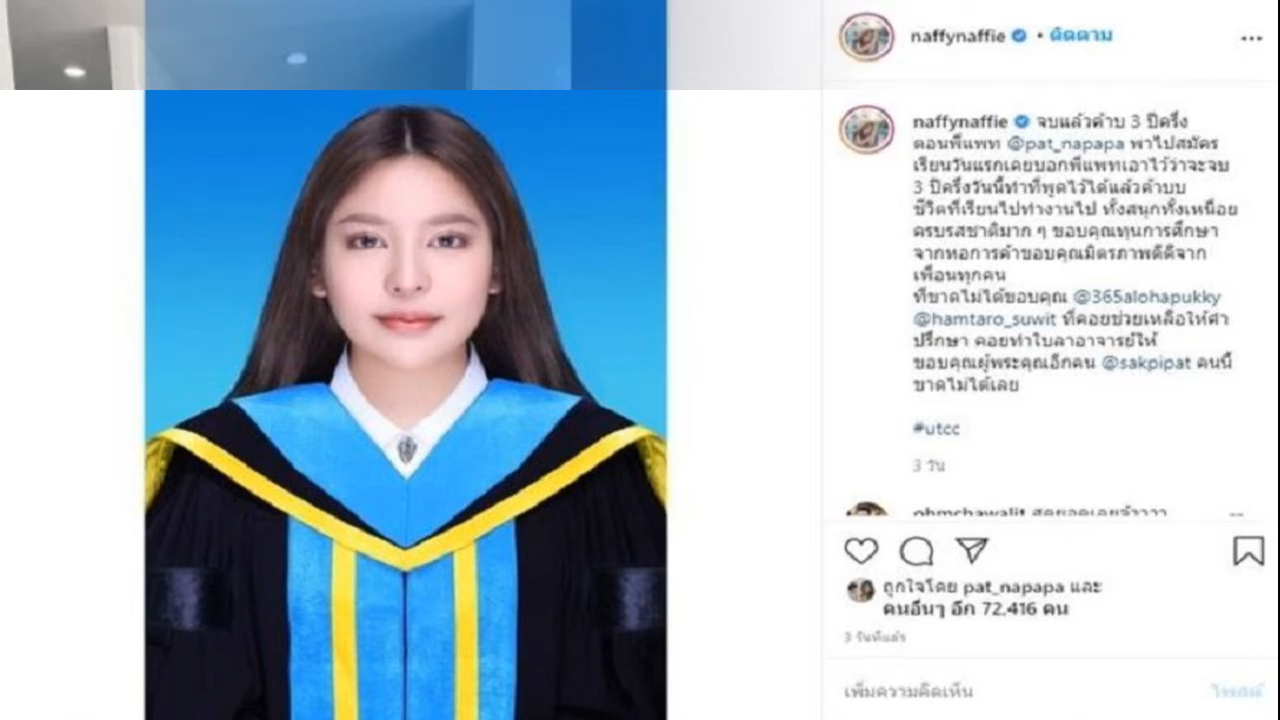 naffynaffie • ติดตาม
naffynaffie จบแล้วค้าบ 3 ปีครึ่ง
ตอนพี่แพท @pat_napapa พาไปสมัคร
เรียนวันแรกเคยบอกพี่แพทเอาไว้ว่าจะจบ
3 ปีครึ่งวันนี้ทำที่พูดไว้ได้แล้วค้าบบ
ชีวิตที่เรียนไปทำงานไป ทั้งสนุกทั้งเหนื่อย
ครบรสชาติมาก ๆ ขอบคุณทุนการศึกษา
จากหอการค้าขอบคุณมิตรภาพดีดีจาก
เพื่อนทุกคน
ที่ขาดไม่ได้ขอบคุณ @365alohapukky
@hamtaro_suwit ที่คอยช่วยเหลือให้คำ
ปรึกษา คอยทำใบลาอาจารย์ให้
ขอบคุณผู้พระคุณอีกคน @sakpipat คนนี้
ขาดไม่ได้เลย
#utcc
3 วัน
ohmchawalit สุดยอดเลยจ้าววว
ถูกใจโดย pat_napapa และ
คนอื่นๆ อีก 72,416 คน
3 วันที่แล้ว
เพิ่มความคิดเห็น
โพสต์